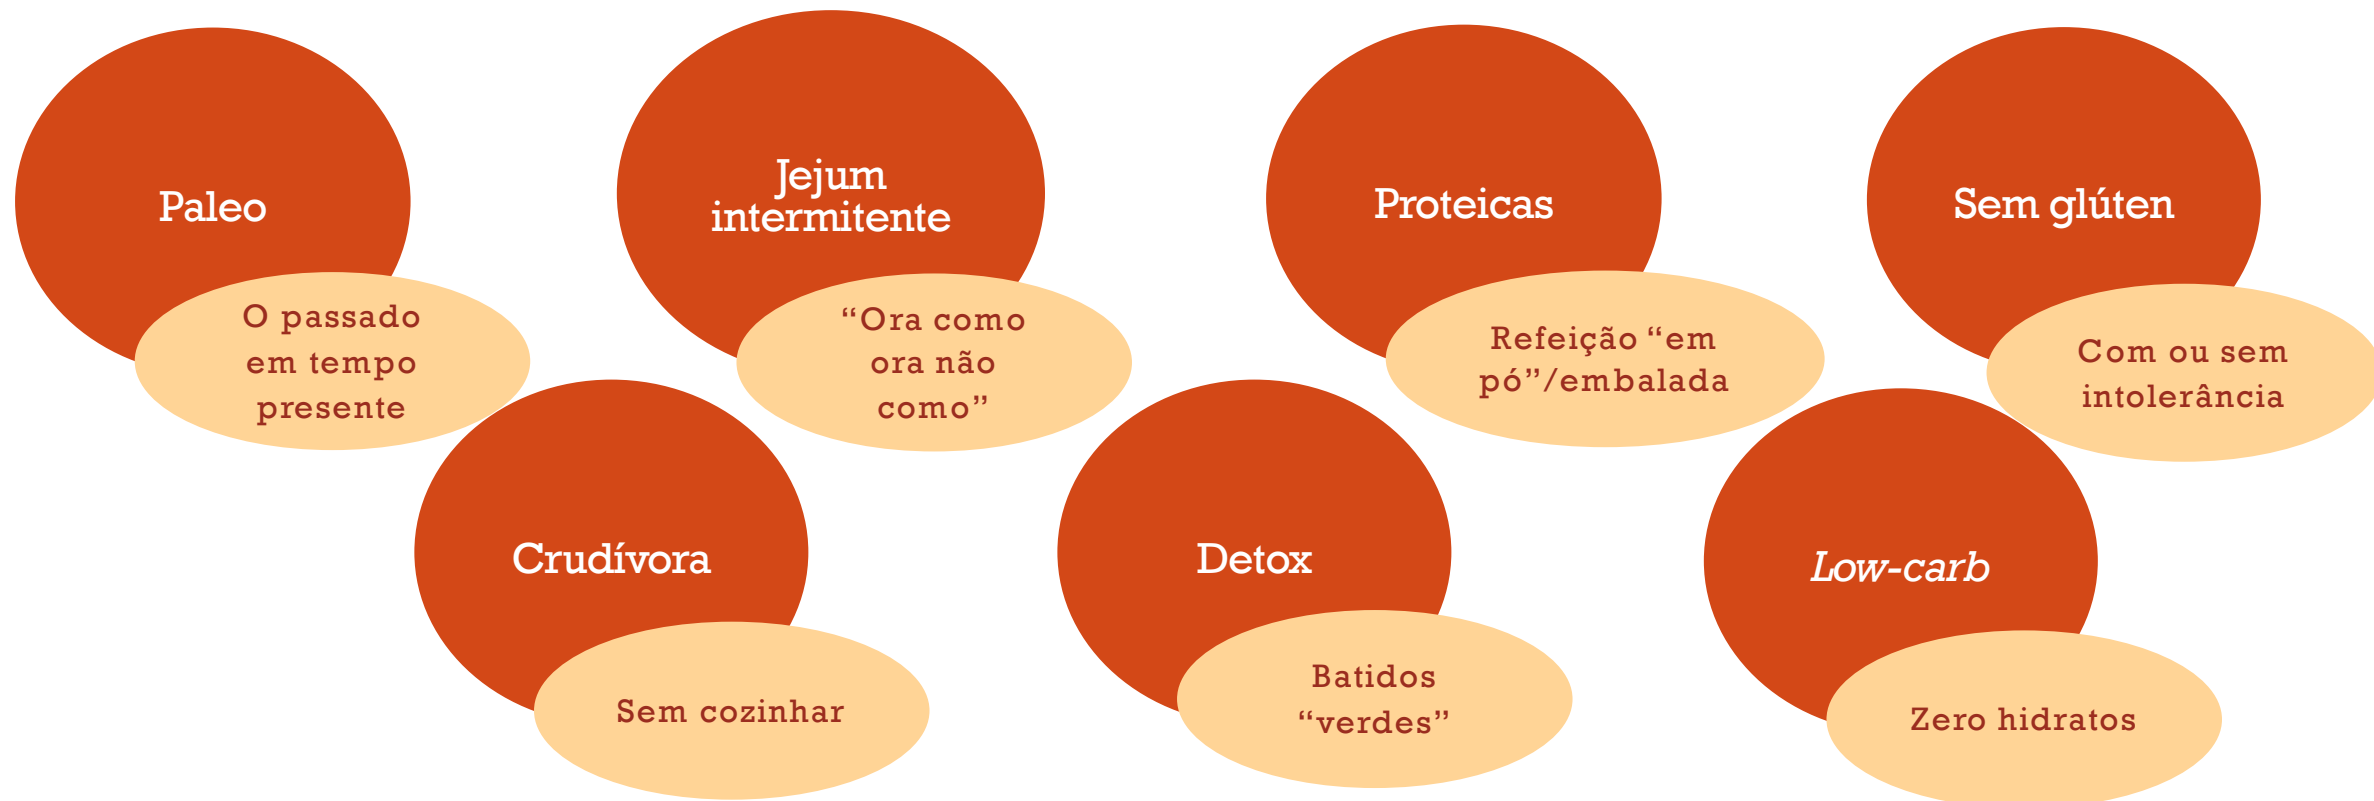 Paleo
O passado
em tempo
presente
Jejum
intermitente
“Ora como
ora não
como”
Proteicas
Refeição “em
pó”/embalada
Sem glúten
Com ou sem
intolerância
Crudívora
Sem cozinhar
Detox
Batidos
“verdes”
Low-carb
Zero hidratos